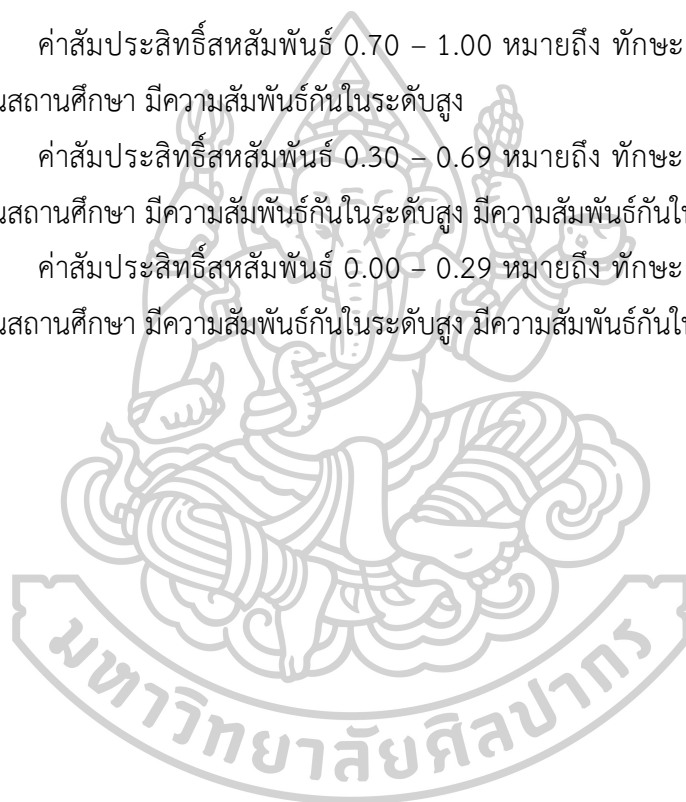 ค่าสัมประสิทธิ์สหสัมพันธ์ 0.70 – 1.00 หมายถึง ทักษะ
นสถานศึกษา มีความสัมพันธ์กันในระดับสูง
ค่าสัมประสิทธิ์สหสัมพันธ์ 0.30 – 0.69 หมายถึง ทักษะ
นสถานศึกษา มีความสัมพันธ์กันในระดับสูง มีความสัมพันธ์กันใน
ค่าสัมประสิทธิ์สหสัมพันธ์ 0.00 – 0.29 หมายถึง ทักษะ
นสถานศึกษา มีความสัมพันธ์กันในระดับสูง มีความสัมพันธ์กันใน
มหาวิทยาลัยศิลปากร